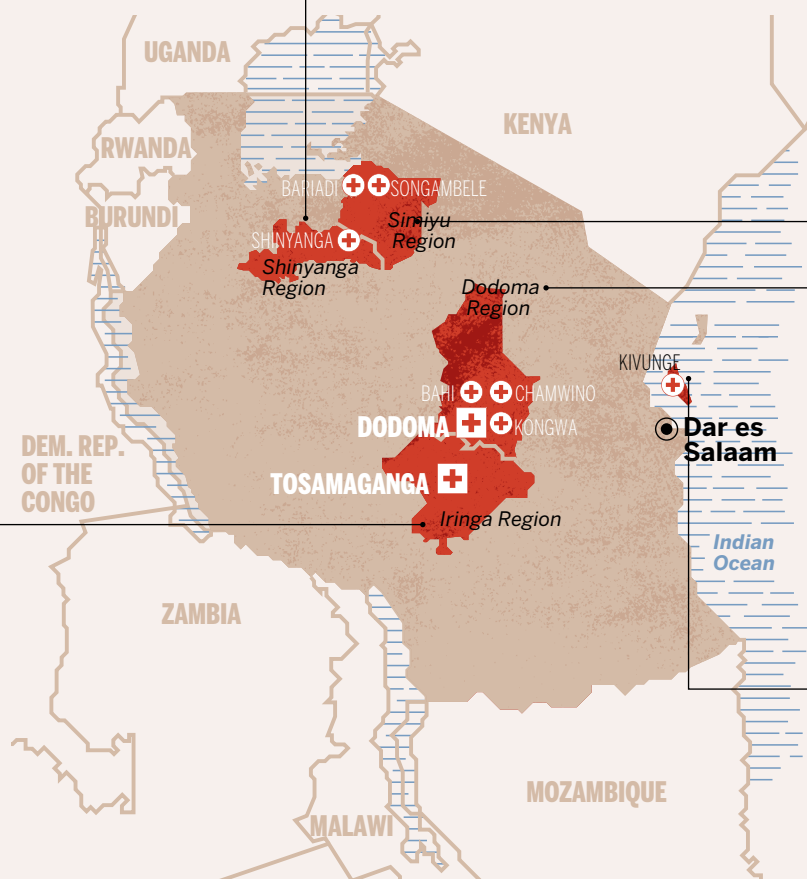 UGANDA
KENYA
RWANDA
BARIADI
SONGAMBELE
BURUNDI
Simiyu
Region
SHINYANGA
Shinyanga
Region
Dodoma
Region
KIVUNGE
BAHI
CHAMWINO
DODOMA
KONGWA
Dar es
Salaam
DEM. REP.
OF THE
CONGO
TOSAMAGANGA
Iringa Region
Indian
Ocean
ZAMBIA
MOZAMBIQUE
MALAWI